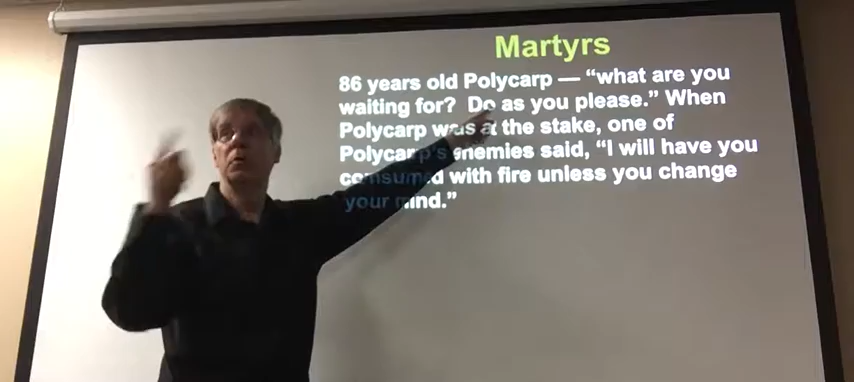 Martyrs
86 years old Polycarp — “what are you
waiting for?  Do as you please.” When
Polycarp was at the stake, one of
Polycarp's enemies said, “I will have you
consumed with fire unless you change
your mind.”